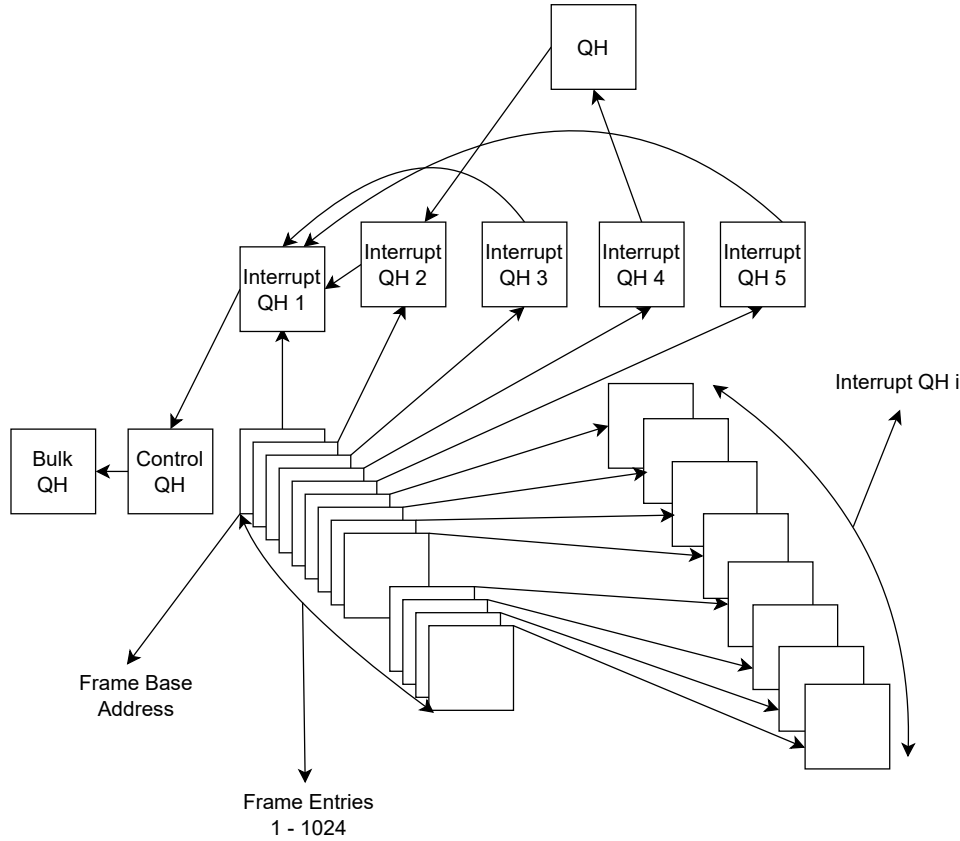 QH
Interrupt
QH 1
Interrupt
QH 2
Interrupt
QH 3
Interrupt
QH 4
Interrupt
QH 5
Interrupt QH i
Bulk
QH
Control
QH
Frame Base
Address
Frame Entries
1 - 1024